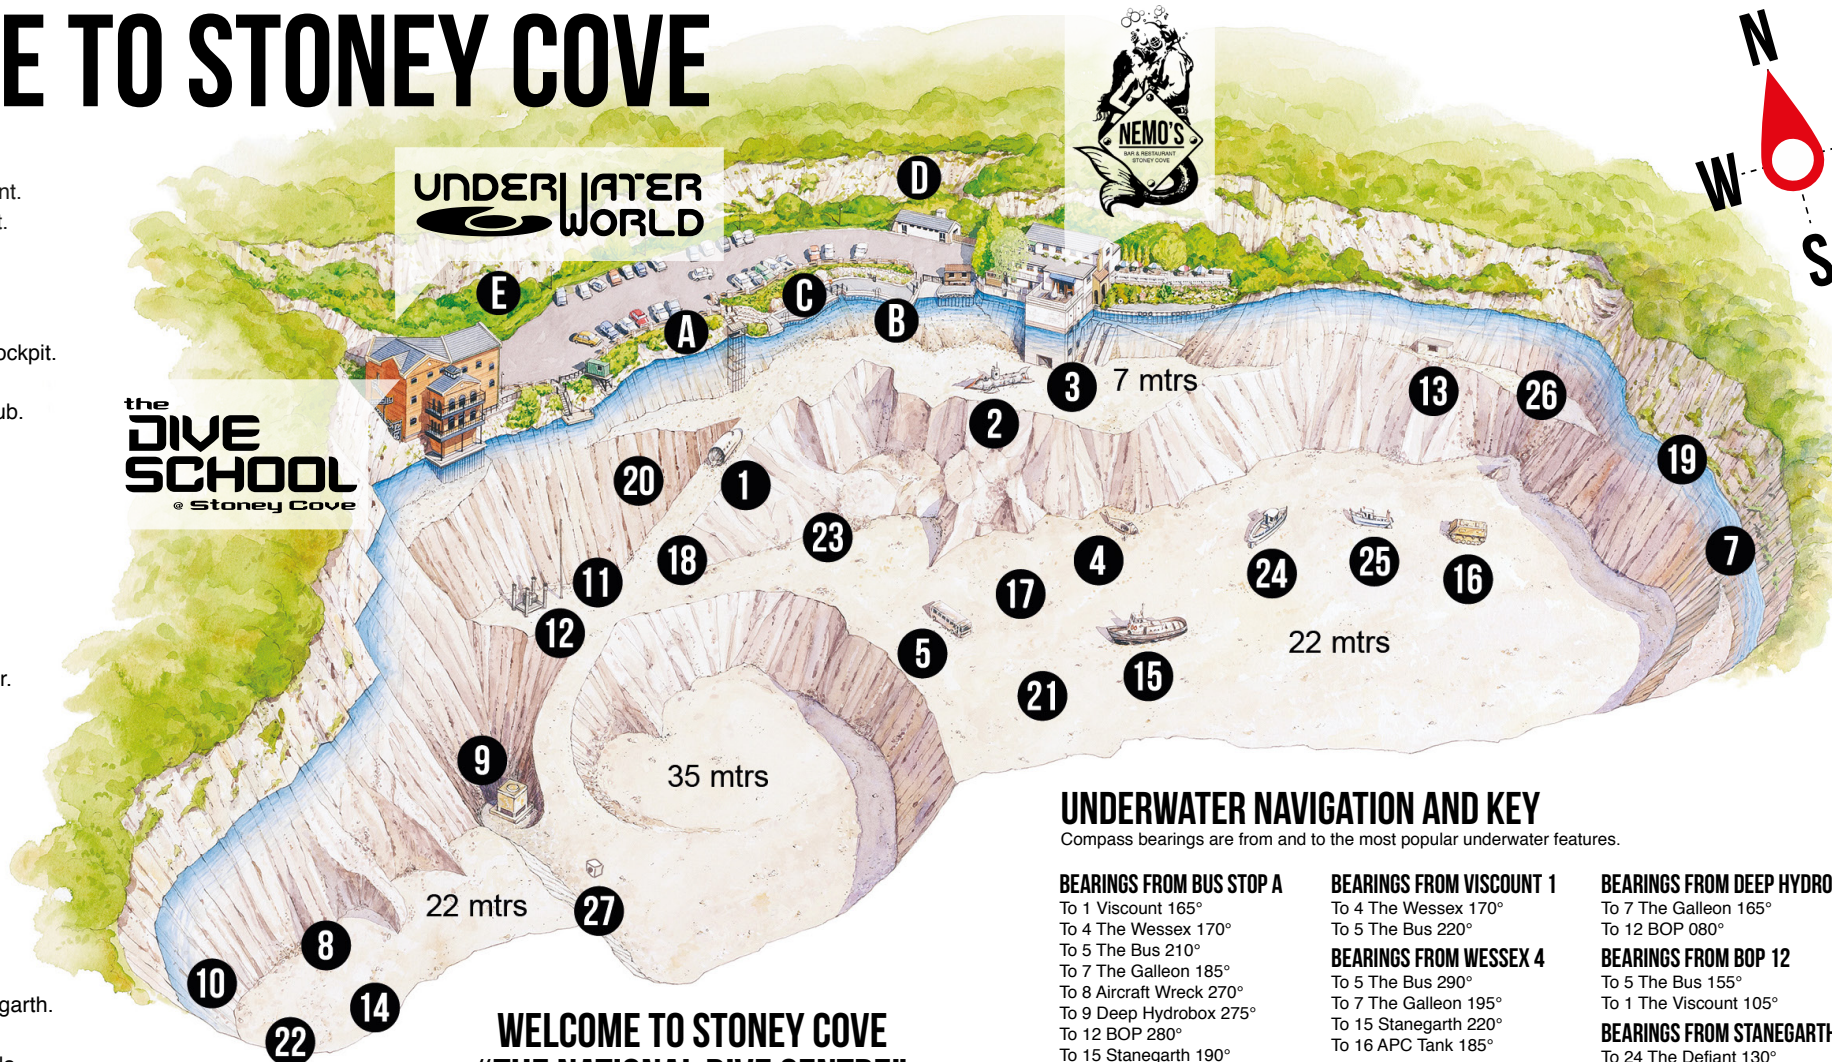 E TO STONEY COVE
N
W
S
NEMO'S
BAR & RESTAURANT
STONEY COVE
UNDERWATER
WORLD
the
DIVE
SCHOOL
@ Stoney Cove
nt.
t.
ockpit.
ub.
r.
garth.
D
E
C
A
B
3
7 mtrs
2
13
26
19
20
1
23
7
18
11
4
24
25
16
17
12
5
22 mtrs
15
21
9
35 mtrs
22 mtrs
27
8
10
14
22
WELCOME TO STONEY COVE
"THE NATIONAL DIVE CENTRE"
UNDERWATER NAVIGATION AND KEY
Compass bearings are from and to the most popular underwater features.
BEARINGS FROM BUS STOP A
To 1 Viscount 165°
To 4 The Wessex 170°
To 5 The Bus 210°
To 7 The Galleon 185°
To 8 Aircraft Wreck 270°
To 9 Deep Hydrobox 275°
To 12 BOP 280°
To 15 Stanegarth 190°
BEARINGS FROM VISCOUNT 1
To 4 The Wessex 170°
To 5 The Bus 220°
BEARINGS FROM WESSEX 4
To 5 The Bus 290°
To 7 The Galleon 195°
To 15 Stanegarth 220°
To 16 APC Tank 185°
BEARINGS FROM DEEP HYDRO
To 7 The Galleon 165°
To 12 BOP 080°
BEARINGS FROM BOP 12
To 5 The Bus 155°
To 1 The Viscount 105°
BEARINGS FROM STANEGARTH
To 24 The Defiant 130°